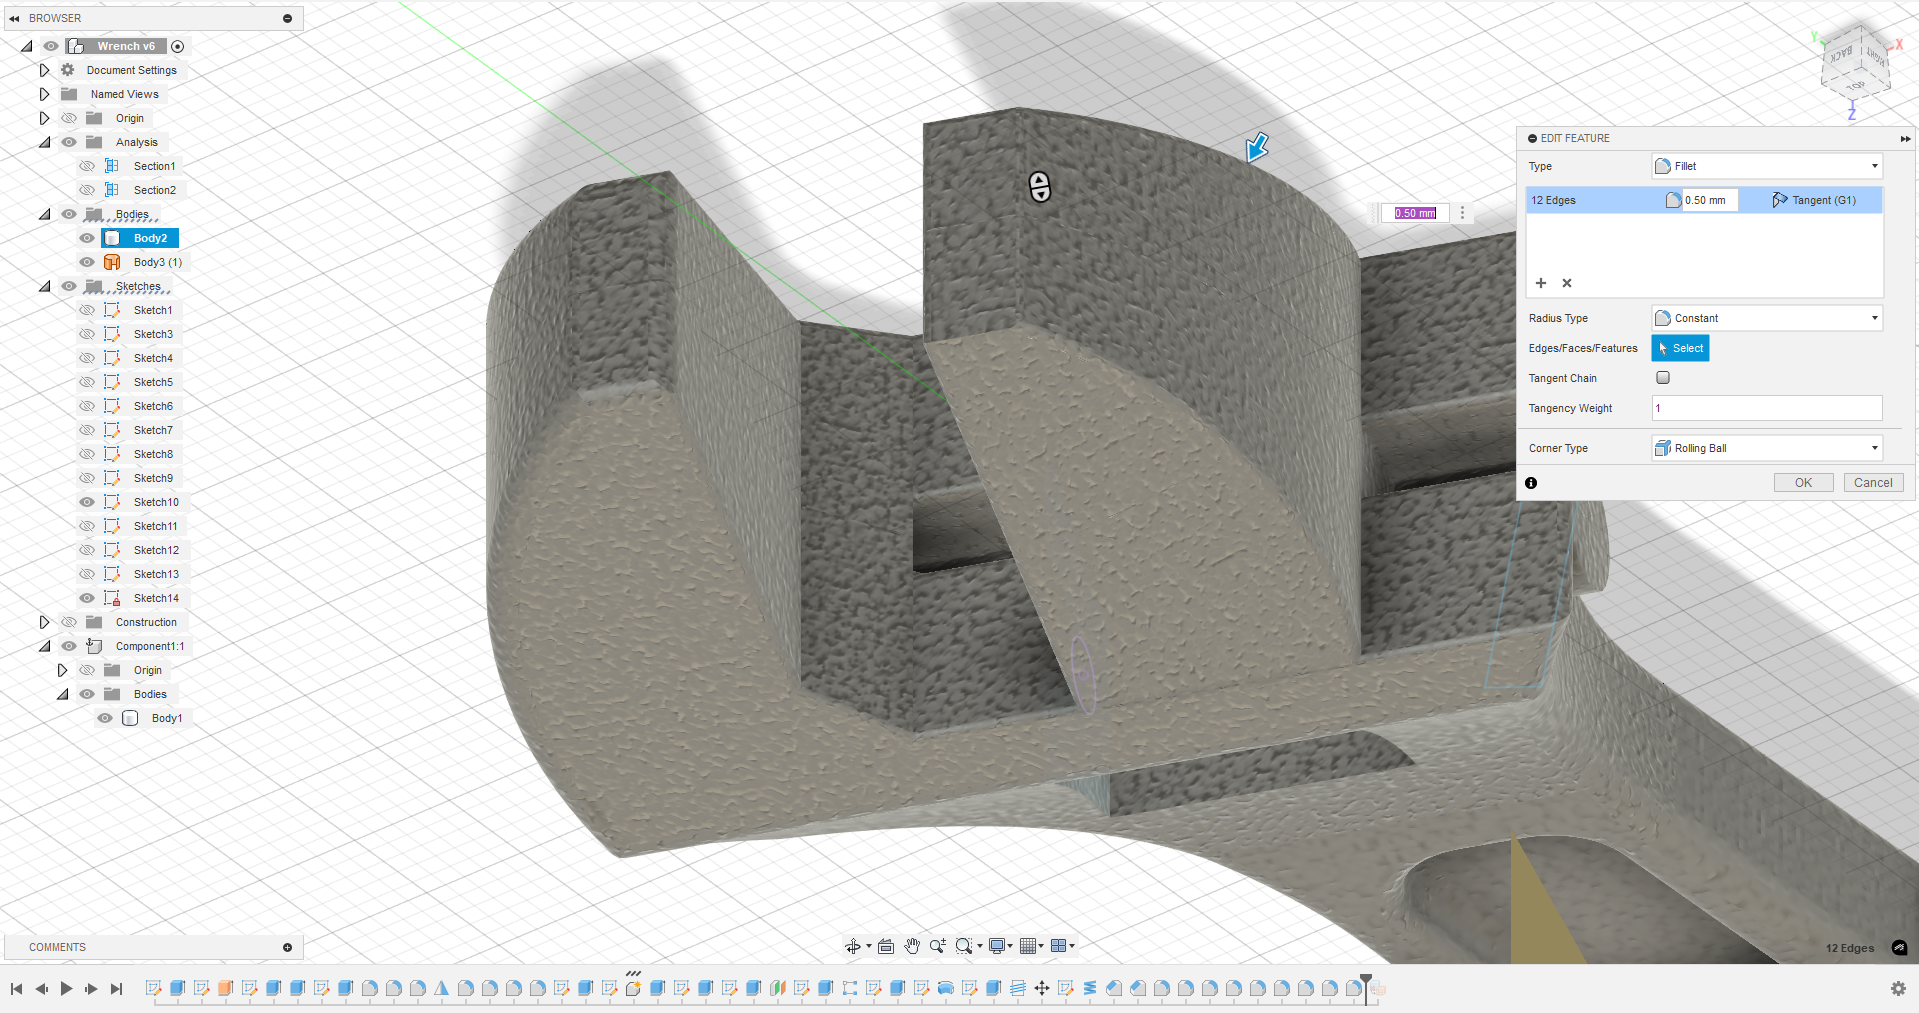 BROWSER
Wrench v6
Document Settings
Named Views
Origin
Analysis
Section1
Section2
Bodies
Body2
Body3 (1)
Sketches
Sketch1
Sketch3
Sketch4
Sketch5
Sketch6
Sketch7
Sketch8
Sketch9
Sketch10
Sketch11
Sketch12
Sketch13
Sketch14
Construction
Component1:1
Origin
Bodies
Body1
COMMENTS
0.50 mm
Y
X
BACK
RIGHT
TOP
Z
EDIT FEATURE
Type
Fillet
12 Edges
0.50 mm
Tangent (G1)
Radius Type
Constant
Edges/Faces/Features
Select
Tangent Chain
Tangency Weight
1
Corner Type
Rolling Ball
OK
Cancel
12 Edges